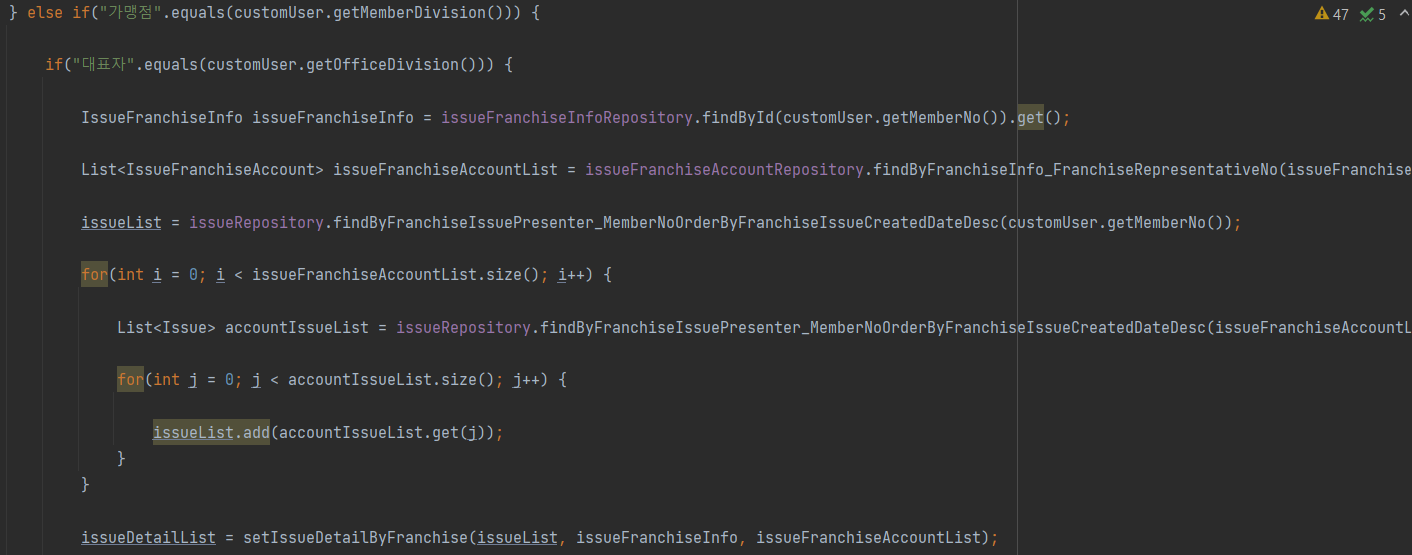 } else if("가맹점".equals(customUser.getMemberDivision())) {
47 5
if("대표자".equals(customUser.getOfficeDivision())) {
IssueFranchiseInfo issueFranchiseInfo = issueFranchiseInfoRepository.findById(customUser.getMemberNo()).get();
List<IssueFranchiseAccount> issueFranchiseAccountList = issueFranchiseAccountRepository.findByFranchiseInfo_FranchiseRepresentativeNo(issueFranchise
issueList = issueRepository.findByFranchiseIssuePresenter_MemberNoOrderByFranchiseIssueCreatedDateDesc(customUser.getMemberNo());
for(int i = 0; i < issueFranchiseAccountList.size(); i++) {
List<Issue> accountIssueList = issueRepository.findByFranchiseIssuePresenter_MemberNoOrderByFranchiseIssueCreatedDateDesc(issueFranchiseAccountL
for(int j = 0; j < accountIssueList.size(); j++) {
issueList.add(accountIssueList.get(j));
}
}
issueDetailList = setIssueDetailByFranchise(issueList, issueFranchiseInfo, issueFranchiseAccountList);